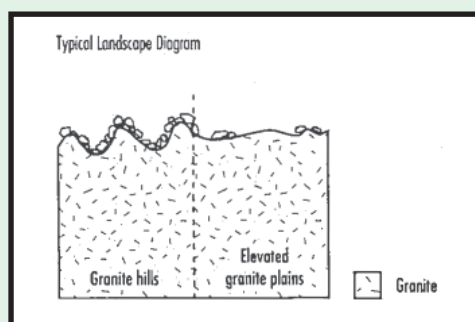 Typical Landscape Diagram
Granite hills
Elevated
granite plains
Granite